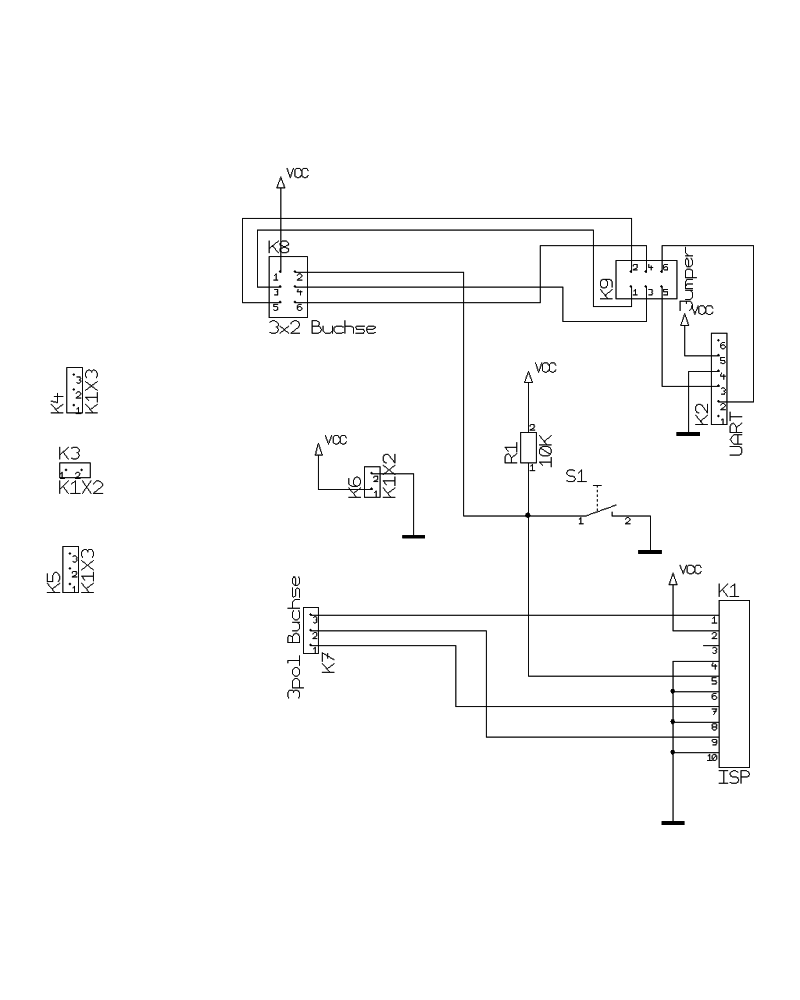 VCC
K8
1 2
3 4
5 6
3x2 Buchse
2 4 6
1 3 5
K9
Jumper
VCC
6
5
4
3
2
1
K2
UART
K4
3
2
1
K1X3
VCC
2
R1
10K
1
K3
1 2
K1X2
VCC
K6
2
1
K1X2
S1
1 2
K5
3
2
1
K1X3
3pol Buchse
3
2
1
K7
VCC
K1
1
2
3
4
5
6
7
8
9
10
ISP